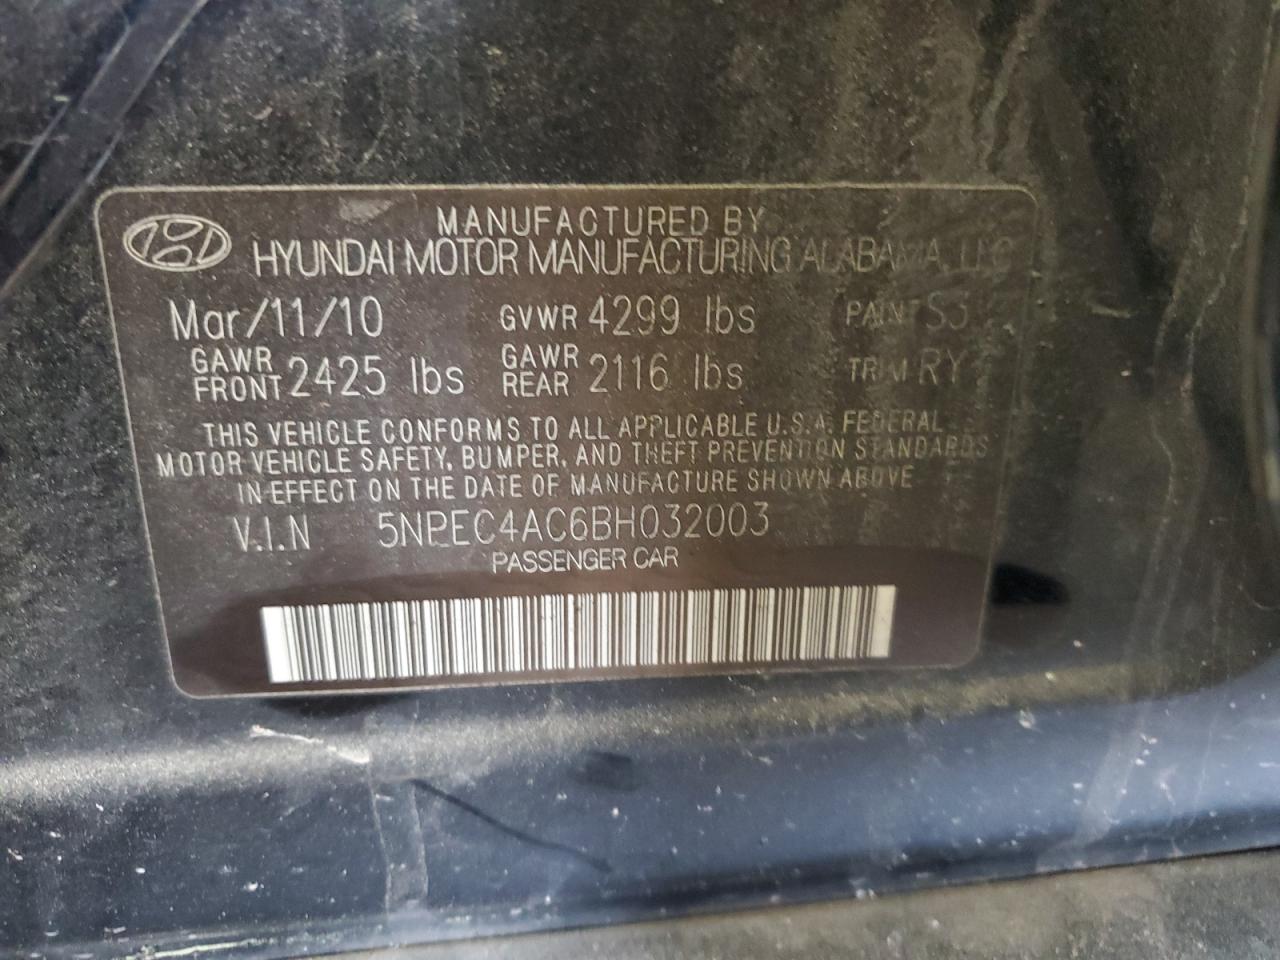 MANUFACTURED BY
HYUNDAI MOTOR MANUFACTURING ALABAMA, LLC
Mar/11/10 GVWR 4299 lbs PAINT S3
GAWR FRONT 2425 lbs GAWR REAR 2116 lbs TRIM RY
THIS VEHICLE CONFORMS TO ALL APPLICABLE U.S.A. FEDERAL
MOTOR VEHICLE SAFETY, BUMPER, AND THEFT PREVENTION STANDARDS
IN EFFECT ON THE DATE OF MANUFACTURE SHOWN ABOVE
V.I.N 5NPEC4AC6BH032003
PASSENGER CAR